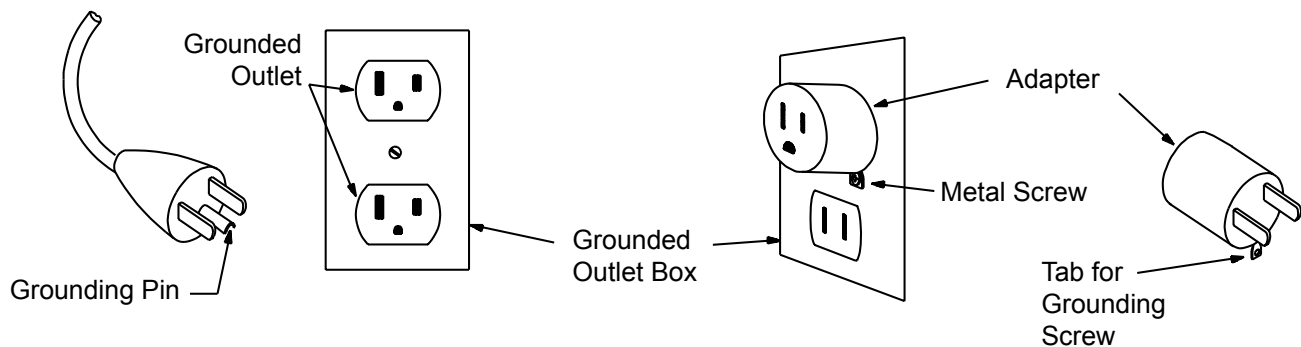 Grounded
Outlet
Grounding Pin
Grounded
Outlet Box
Adapter
Metal Screw
Tab for
Grounding
Screw